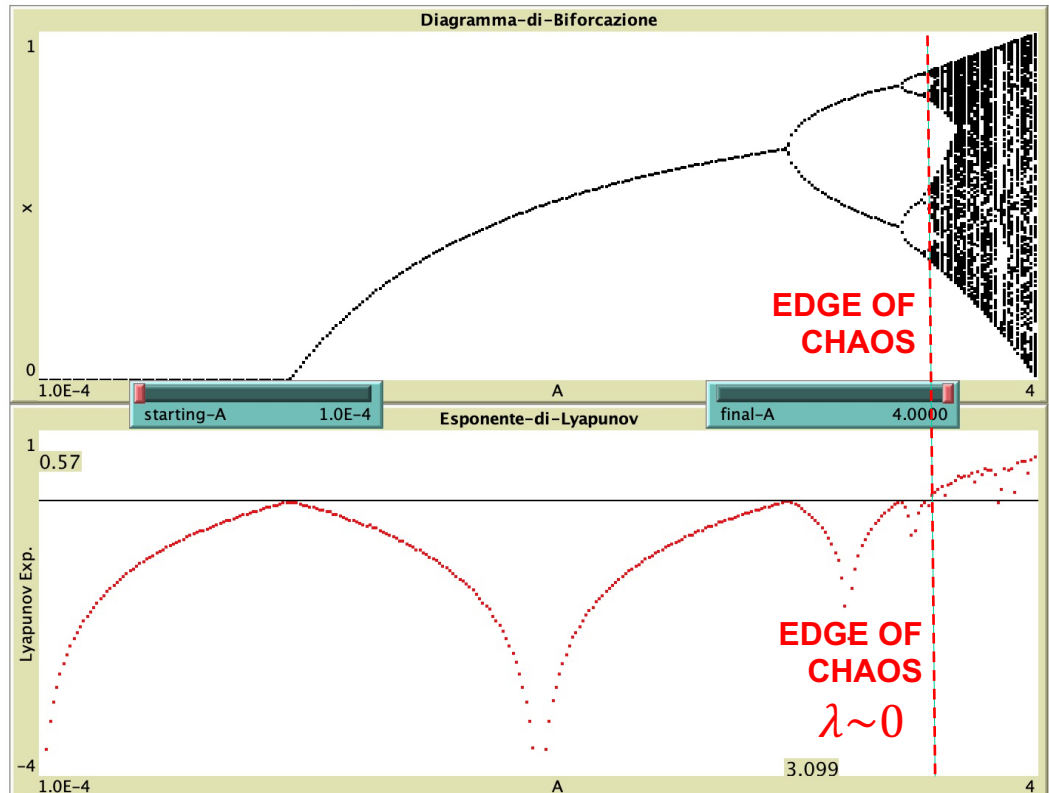 Diagramma-di-Biforcazione
1
x
0
EDGE OF
CHAOS
1.0E-4
A
4
starting-A 1.0E-4
final-A 4.0000
Esponente-di-Lyapunov
1
0.57
Lyapunov Exp.
EDGE OF
CHAOS
λ~0
3.099
-4
1.0E-4
A
4